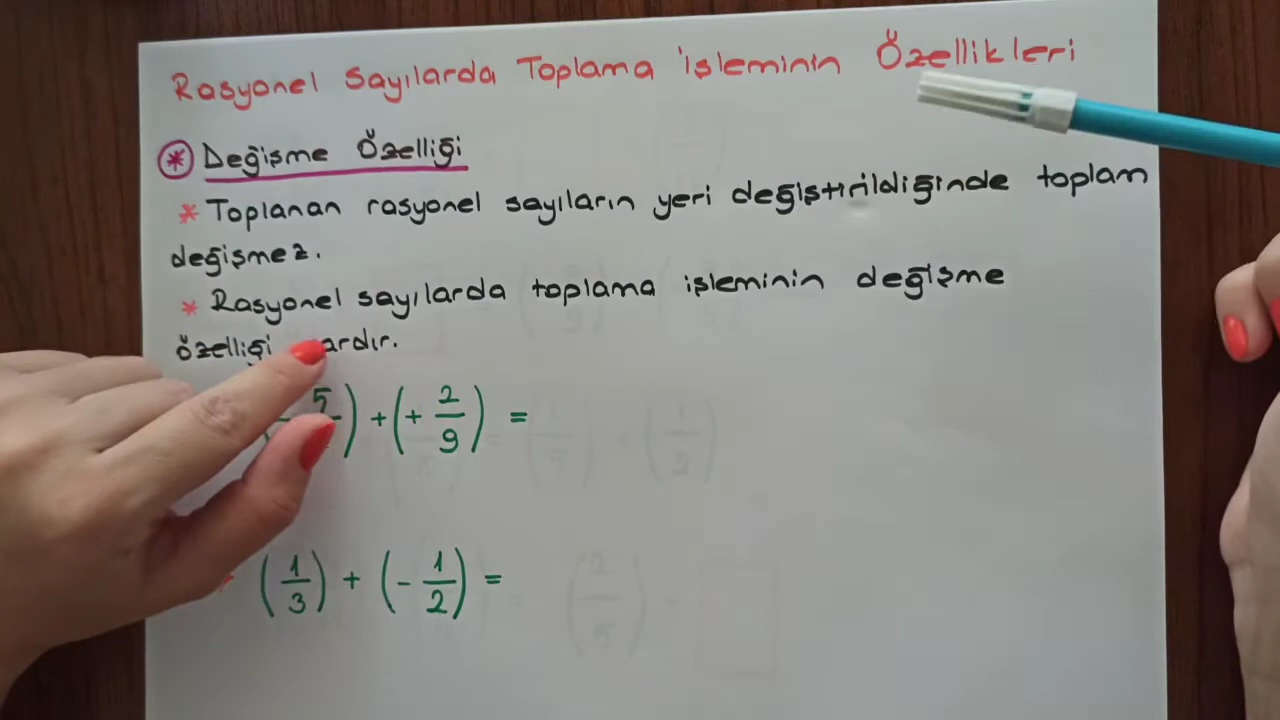 Rasyonel Sayılarda Toplama İşleminin Özellikleri
* Değişme Özelliği
* Toplanan rasyonel sayıların yeri değiştirildiğinde toplam
değişmez.
* Rasyonel sayılarda toplama işleminin değişme
özelliği vardır.
5 ) + (+ 2/9) =
* (1/3) + (- 1/2) =